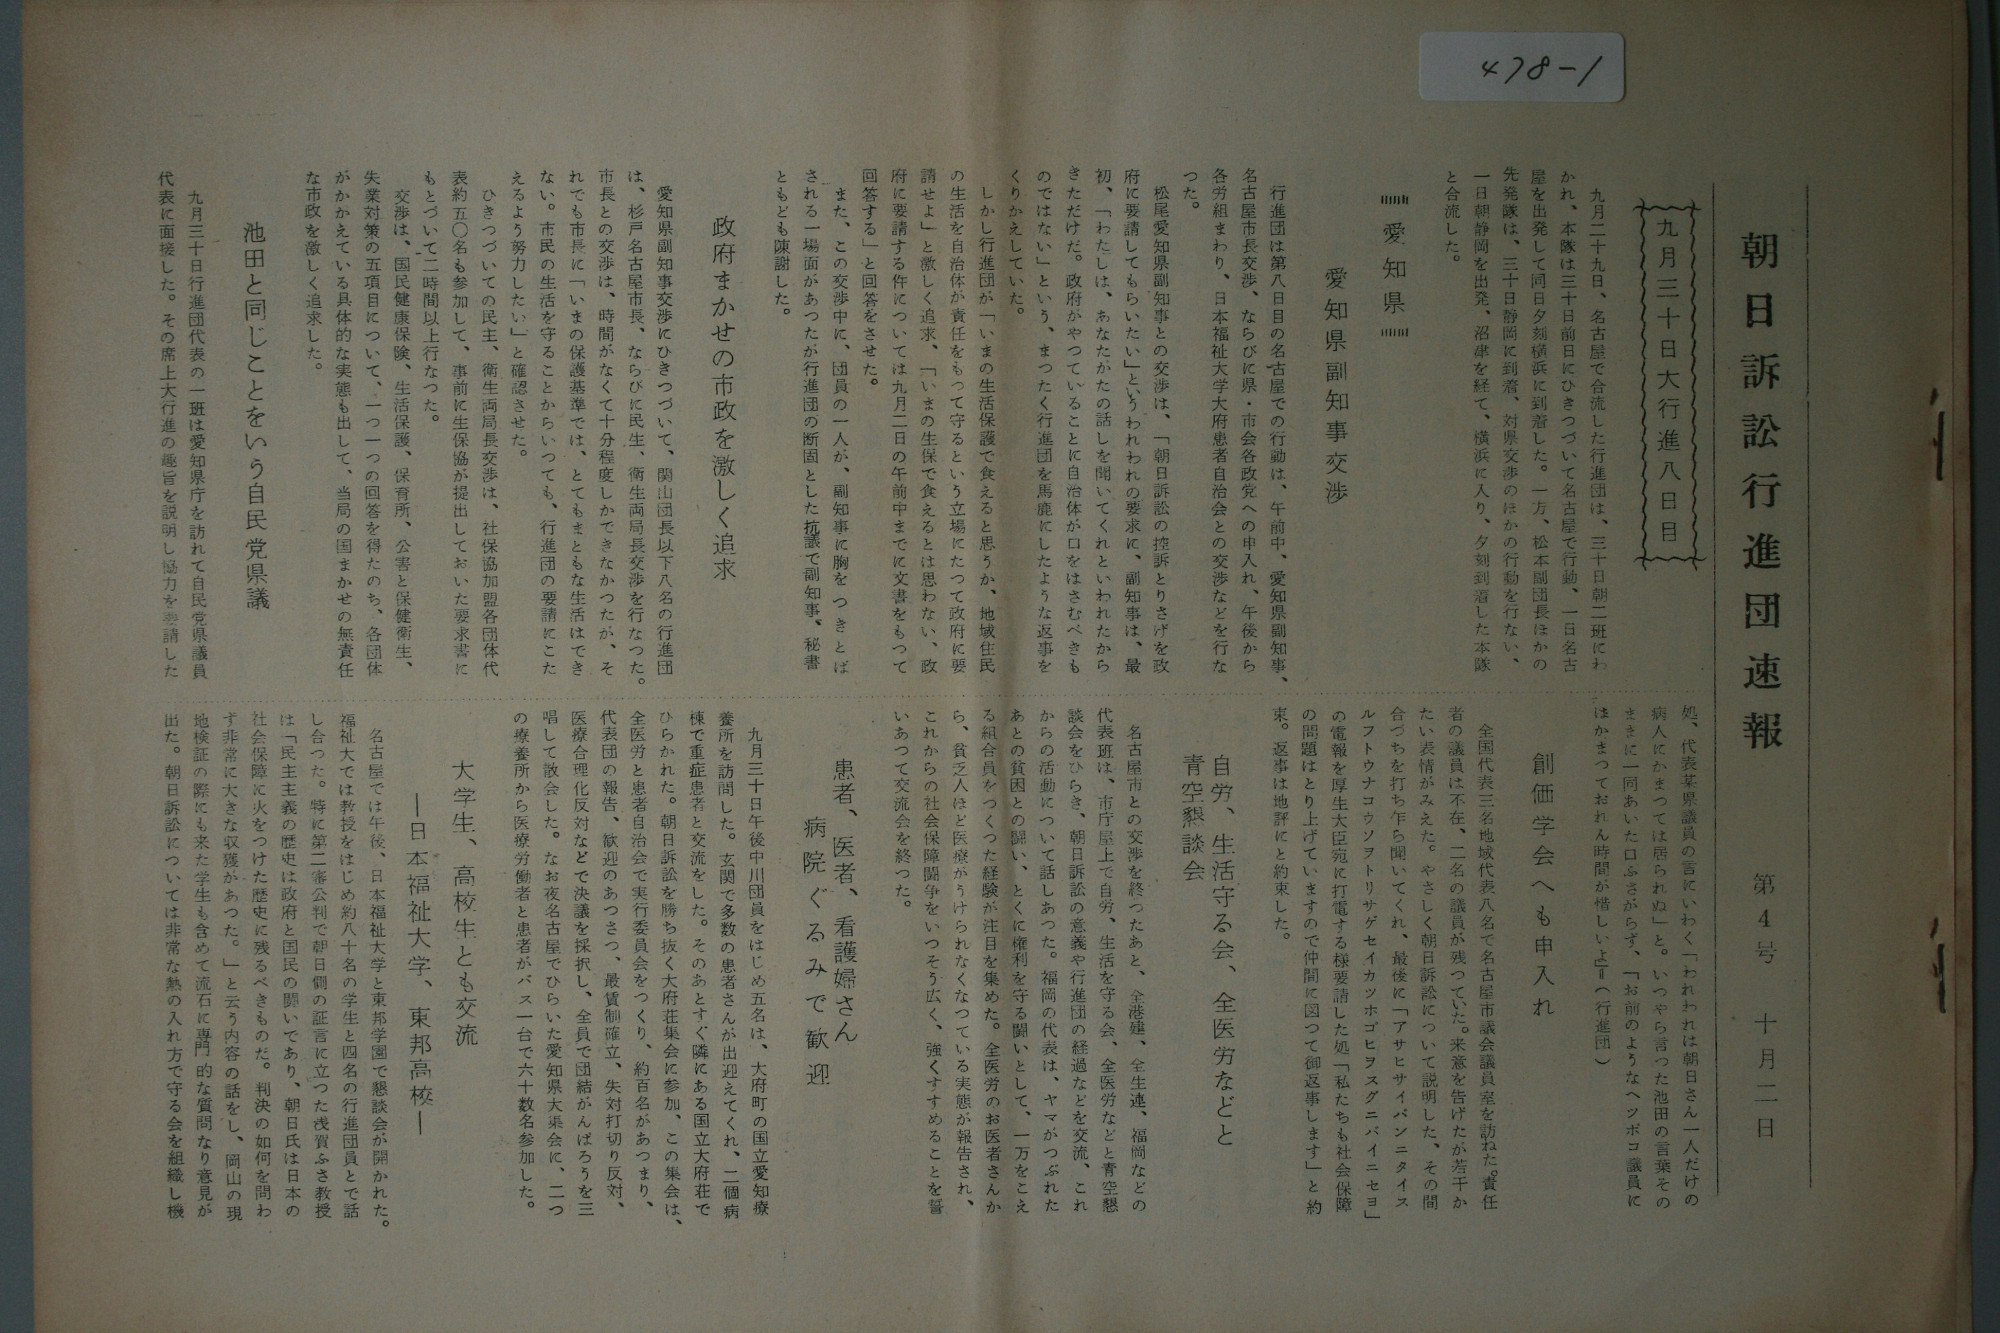 478-1
朝日訴訟行進団速報　第4号　十月二日
九月三十日大行進八日目
九月二十九日、名古屋で合流した行進団は、三十日朝二班にわ
かれ、本隊は三十日前日にひきつづいて名古屋で行動、一日名古
屋を出発して同日夕刻横浜に到着した。一方、松本副団長ほかの
先発隊は、三十日静岡に到着、対県交渉のほかの行動を行ない、
一日朝静岡を出発、沼津を経て、横浜に入り、夕刻到着した本隊
と合流した。
愛知県
愛知県副知事交渉
行進団は第八日目の名古屋での行動は、午前中、愛知県副知事、
名古屋市長交渉、ならびに県・市会各政党への申入れ、午後から
各労組まわり、日本福祉大学大府患者自治会との交渉などを行な
つた。
松尾愛知県副知事との交渉は、「朝日訴訟の控訴とりさげを政
府に要請してもらいたい」というわれわれの要求に、副知事は、最
初、「わたしは、あなたがたの話しを聞いてくれといわれたから
きただけだ。政府がやつていることに自治体が口をはさむべきも
のではない」という、まつたく行進団を馬鹿にしたような返事を
くりかえしていた。
しかし行進団が「いまの生活保護で食えると思うか、地域住民
の生活を自治体が責任をもつて守るという立場にたつて政府に要
請せよ」と激しく追求、「いまの生保で食えるとは思わない、政
府に要請する件については九月二日の午前中までに文書をもつて
回答する」と回答をさせた。
また、この交渉中に、団員の一人が、副知事に胸をつきとば
される一場面があつたが行進団の断固とした抗議で副知事、秘書
ともども陳謝した。
政府まかせの市政を激しく追求
愛知県副知事交渉にひきつづいて、関山団長以下八名の行進団
は、杉戸名古屋市長、ならびに民生、衛生両局長交渉を行なつた。
市長との交渉は、時間がなくて十分程度しかできなかつたが、そ
れでも市長に「いまの保護基準では、とてもまともな生活はでき
ない。市民の生活を守ることからいつても、行進団の要請にこた
えるよう努力したい」と確認させた。
ひきつづいての民主、衛生両局長交渉は、社保協加盟各団体代
表約五〇名も参加して、事前に生保協が提出しておいた要求書に
もとづいて二時間以上行なつた。
交渉は、国民健康保険、生活保護、保育所、公害と保健衛生、
失業対策の五項目について、一つ一つの回答を得たのち、各団体
がかかえている具体的な実態も出して、当局の国まかせの無責任
な市政を激しく追求した。
池田と同じことをいう自民党県議
九月三十日行進団代表の一班は愛知県庁を訪れて自民党県議員
代表に面接した。その席上大行進の趣旨を説明し協力を要請した
処、代表某県議員の言にいわく「われわれは朝日さん一人だけの
病人にかまつては居られぬ」と。いつやら言つた池田の言葉その
ままに一同あいた口ふさがらず、「お前のようなヘツポコ議員に
はかまつておれん時間が惜しいよ」＝（行進団）
創価学会へも申入れ
全国代表三名地域代表八名で名古屋市議会議員室を訪ねた。責任
者の議員は不在、二名の議員が残つていた。来意を告げたが若干か
たい表情がみえた。やさしく朝日訴訟について説明した、その間
合づちを打ち乍ら聞いてくれ、最後に「アサヒサイバンニタイス
ルフトウナコウソヲトリサゲセイカツホゴヒヲスグニバイニセヨ」
の電報を厚生大臣宛に打電する様要請した処「私たちも社会保障
の問題はとり上げていますので仲間に図つて御返事します」と約
束。返事は地評にと約束した。
自労、生活守る会、全医労などと
青空懇談会
名古屋市との交渉を終つたあと、全港建、全生連、福岡などの
代表班は、市庁屋上で自労、生活を守る会、全医労などと青空懇
談会をひらき、朝日訴訟の意義や行進団の経過などを交流、これ
からの活動について話しあつた。福岡の代表は、ヤマがつぶれた
あとの貧困との闘い、とくに権利を守る闘いとして、一万をこえ
る組合員をつくつた経験が注目を集めた。全医労のお医者さんか
ら、貧乏人ほど医療がうけられなくなつている実態が報告され、
これからの社会保障闘争をいつそう広く、強くすすめることを誓
いあつて交流会を終つた。
患者、医者、看護婦さん
病院ぐるみで歓迎
九月三十日午後中川団員をはじめ五名は、大府町の国立愛知療
養所を訪問した。玄関で多数の患者さんが出迎えてくれ、二個病
棟で重症患者と交流をした。そのあとすぐ隣にある国立大府荘で
ひらかれた。朝日訴訟を勝ち抜く大府荘集会に参加、この集会は、
全医労と患者自治会で実行委員会をつくり、約百名があつまり、
代表団の報告、歓迎のあつさつ、最賃制確立、失対打切り反対、
医療合理化反対などで決議を採択し、全員で団結がんばろうを三
唱して散会した。なお夜名古屋でひらいた愛知県大集会に、二つ
の療養所から医療労働者と患者がバス一台で六十数名参加した。
大学生、高校生とも交流
―日本福祉大学、東邦高校―
名古屋では午後、日本福祉大学と東邦学園で懇談会が開かれた。
福祉大では教授をはじめ約八十名の学生と四名の行進団員とで話
し合つた。特に第二審公判で朝日側の証言に立つた浅賀ふさ教授
は「民主主義の歴史は政府と国民の闘いであり、朝日氏は日本の
社会保障に火をつけた歴史に残るべきものだ。判決の如何を問わ
ず非常に大きな収獲があつた。」と云う内容の話をし、岡山の現
地検証の際にも来た学生も含めて流石に専門的な質問なり意見が
出た。朝日訴訟については非常な熱の入れ方で守る会を組織し機